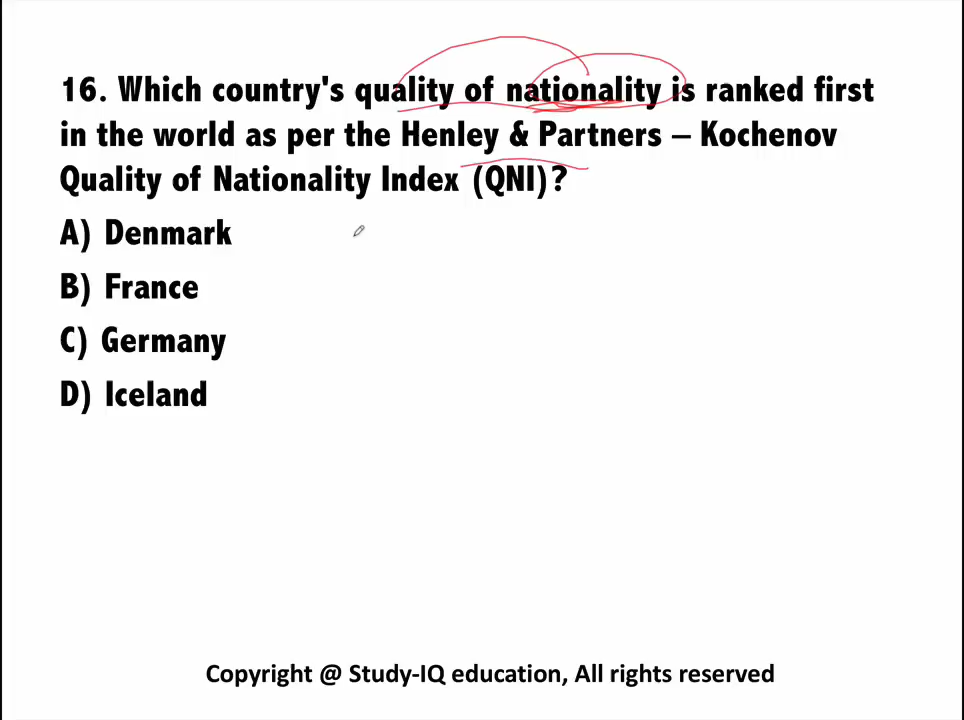 16. Which country's quality of nationality is ranked first
in the world as per the Henley & Partners – Kochenov
Quality of Nationality Index (QNI)?
A) Denmark
B) France
C) Germany
D) Iceland
Copyright @ Study-IQ education, All rights reserved